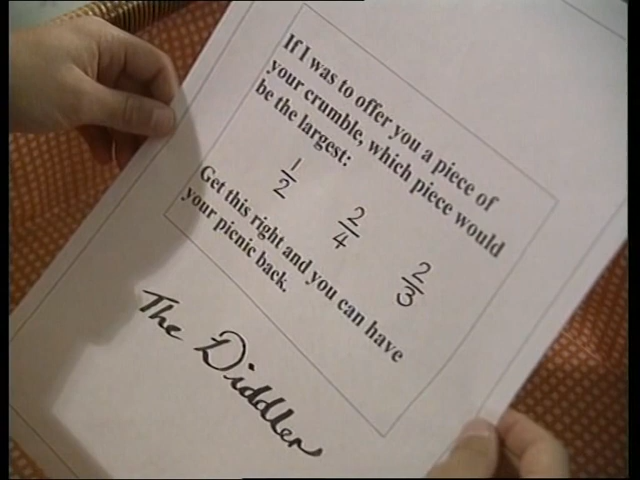 If I was to offer you a piece of
your crumble, which piece would
be the largest:
1/2 2/4 2/3
Get this right and you can have
your picnic back.
The Diddler